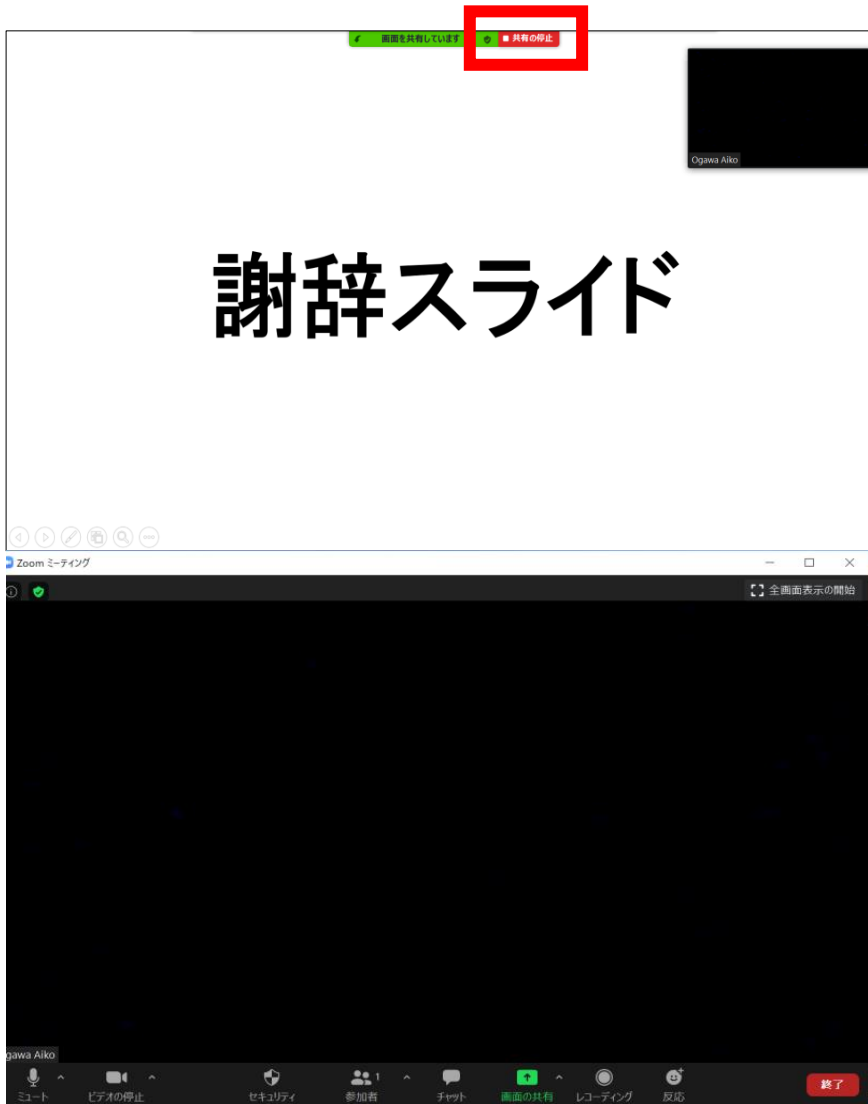 画面を共有しています 共有の停止
Ogawa Aiko
謝辞スライド
Zoom ミーティング
全画面表示の開始
gawa Aiko
1
ミュート ビデオの停止 セキュリティ 参加者 チャット 画面の共有 レコーディング 反応 終了